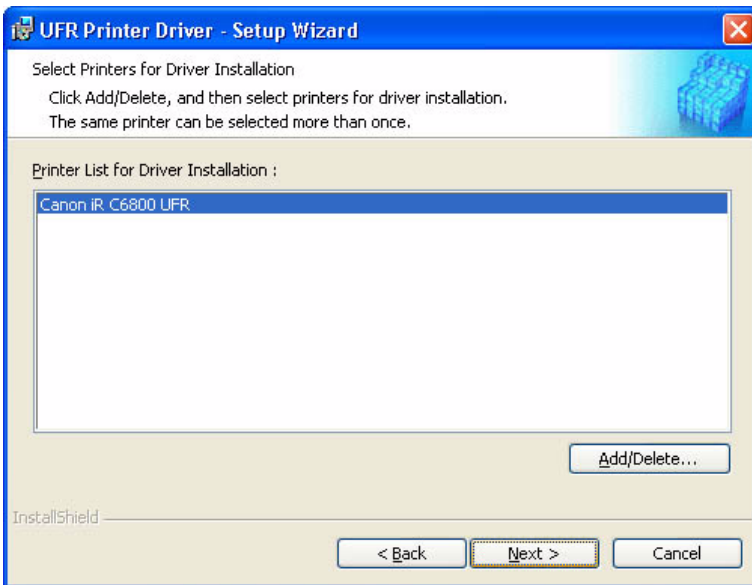 UFR Printer Driver - Setup Wizard
Select Printers for Driver Installation
Click Add/Delete, and then select printers for driver installation.
The same printer can be selected more than once.
Printer List for Driver Installation :
Canon iR C6800 UFR
Add/Delete...
InstallShield
< Back
Next >
Cancel